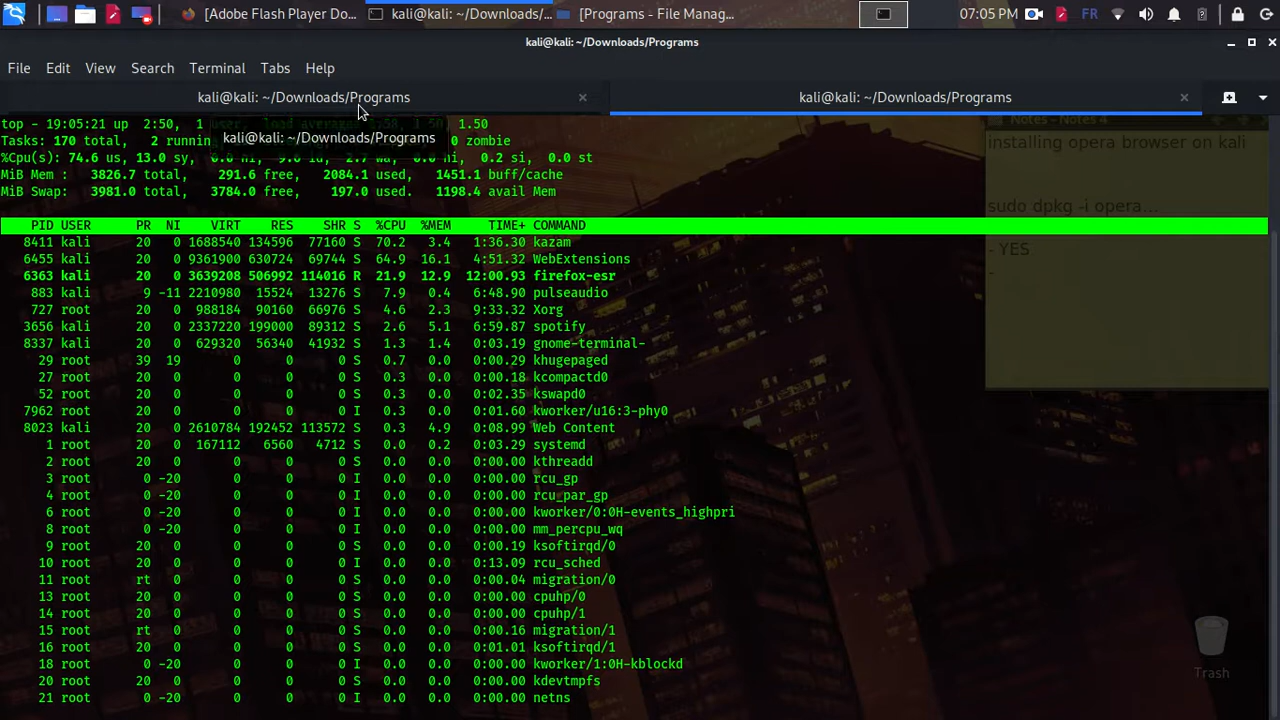 [Adobe Flash Player Do... kali@kali: ~/Downloads/... [Programs - File Manag... 07:05 PM FR
kali@kali: ~/Downloads/Programs
File Edit View Search Terminal Tabs Help
kali@kali: ~/Downloads/Programs kali@kali: ~/Downloads/Programs
kali@kali: ~/Downloads/Programs
top - 19:05:21 up 2:50, 1 user, load average: 1.50
Tasks: 170 total, 2 runnin 0 zombie
%Cpu(s): 74.6 us, 13.0 sy, 0.0 ni, 2.7 wa, 0.0 hi, 0.2 si, 0.0 st
MiB Mem : 3826.7 total, 291.6 free, 2084.1 used, 1451.1 buff/cache
MiB Swap: 3981.0 total, 3784.0 free, 197.0 used. 1198.4 avail Mem
PID USER PR NI VIRT RES SHR S %CPU %MEM TIME+ COMMAND
8411 kali 20 0 1688540 134596 77160 S 70.2 3.4 1:36.30 kazam
6455 kali 20 0 9361900 630724 69744 S 64.9 16.1 4:51.32 WebExtensions
6363 kali 20 0 3639208 506992 114016 R 21.9 12.9 12:00.93 firefox-esr
883 kali 9 -11 2210980 15524 13276 S 7.9 0.4 6:48.90 pulseaudio
727 root 20 0 988184 90160 66976 S 4.6 2.3 9:33.32 Xorg
3656 kali 20 0 2337220 199000 89312 S 2.6 5.1 6:59.87 spotify
8337 kali 20 0 629320 56340 41932 S 1.3 1.4 0:03.19 gnome-terminal-
29 root 39 19 0 0 0 S 0.7 0.0 0:00.29 khugepaged
27 root 20 0 0 0 0 S 0.3 0.0 0:00.18 kcompactd0
52 root 20 0 0 0 0 S 0.3 0.0 0:02.35 kswapd0
7962 root 20 0 0 0 0 I 0.3 0.0 0:01.60 kworker/u16:3-phy0
8023 kali 20 0 2610784 192452 113572 S 0.3 4.9 0:08.99 Web Content
1 root 20 0 167112 6560 4712 S 0.0 0.2 0:03.29 systemd
2 root 20 0 0 0 0 S 0.0 0.0 0:00.00 kthreadd
3 root 0 -20 0 0 0 I 0.0 0.0 0:00.00 rcu_gp
4 root 0 -20 0 0 0 I 0.0 0.0 0:00.00 rcu_par_gp
6 root 0 -20 0 0 0 I 0.0 0.0 0:00.00 kworker/0:0H-events_highpri
8 root 0 -20 0 0 0 I 0.0 0.0 0:00.00 mm_percpu_wq
9 root 20 0 0 0 0 S 0.0 0.0 0:00.19 ksoftirqd/0
10 root 20 0 0 0 0 I 0.0 0.0 0:13.09 rcu_sched
11 root rt 0 0 0 0 S 0.0 0.0 0:00.04 migration/0
13 root 20 0 0 0 0 S 0.0 0.0 0:00.00 cpuhp/0
14 root 20 0 0 0 0 S 0.0 0.0 0:00.00 cpuhp/1
15 root rt 0 0 0 0 S 0.0 0.0 0:00.16 migration/1
16 root 20 0 0 0 0 S 0.0 0.0 0:01.01 ksoftirqd/1
18 root 0 -20 0 0 0 I 0.0 0.0 0:00.00 kworker/1:0H-kblockd
20 root 20 0 0 0 0 S 0.0 0.0 0:00.00 kdevtmpfs
21 root 0 -20 0 0 0 I 0.0 0.0 0:00.00 netns
Notes - Notes 4
installing opera browser on kali
sudo dpkg -i opera...
- YES
-
Trash